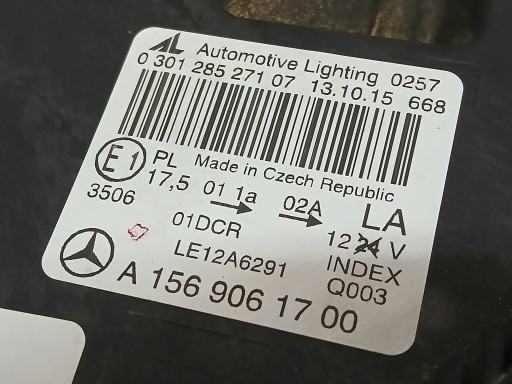 AL Automotive Lighting 0257
0 301 285 271 07 13.10.15 668
E1 PL Made in Czech Republic
17,5 01 1a 02A LA
3506
01DCR 12 24 V
LE12A6291 INDEX
Q003
A 156 906 17 00